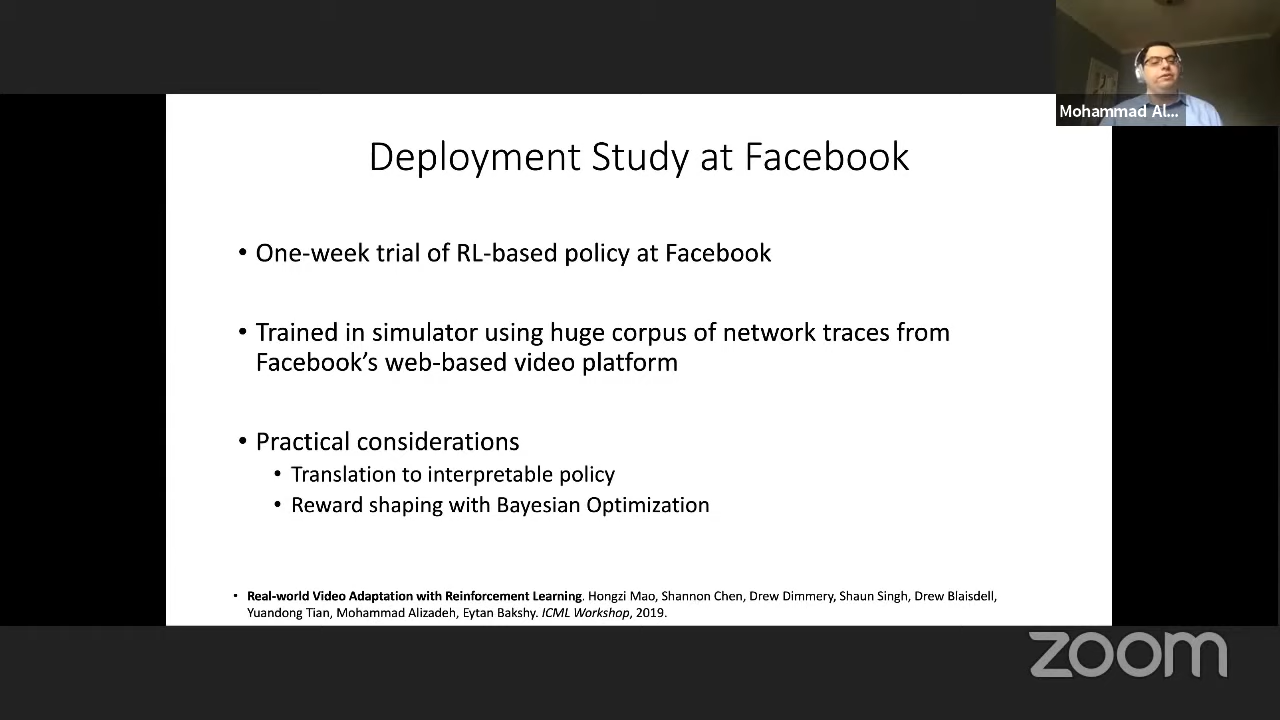 Mohammad Al...
Deployment Study at Facebook
• One-week trial of RL-based policy at Facebook
• Trained in simulator using huge corpus of network traces from
Facebook’s web-based video platform
• Practical considerations
• Translation to interpretable policy
• Reward shaping with Bayesian Optimization
• Real-world Video Adaptation with Reinforcement Learning. Hongzi Mao, Shannon Chen, Drew Dimmery, Shaun Singh, Drew Blaisdell,
Yuandong Tian, Mohammad Alizadeh, Eytan Bakshy. ICML Workshop, 2019.
zoom